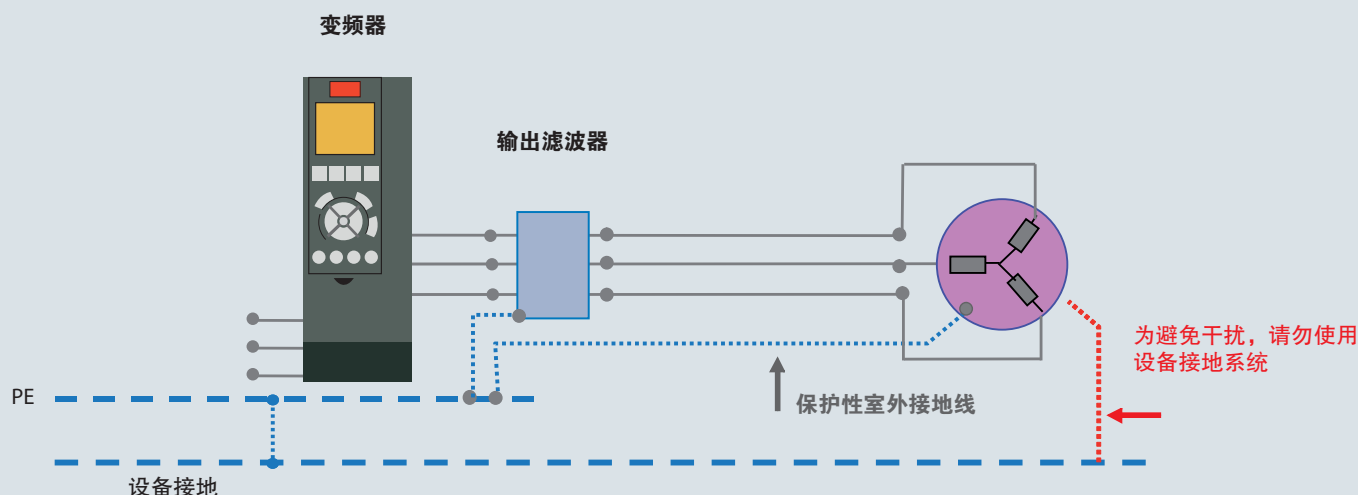 变频器
输出滤波器
为避免干扰，请勿使用
设备接地系统
PE
保护性室外接地线
设备接地